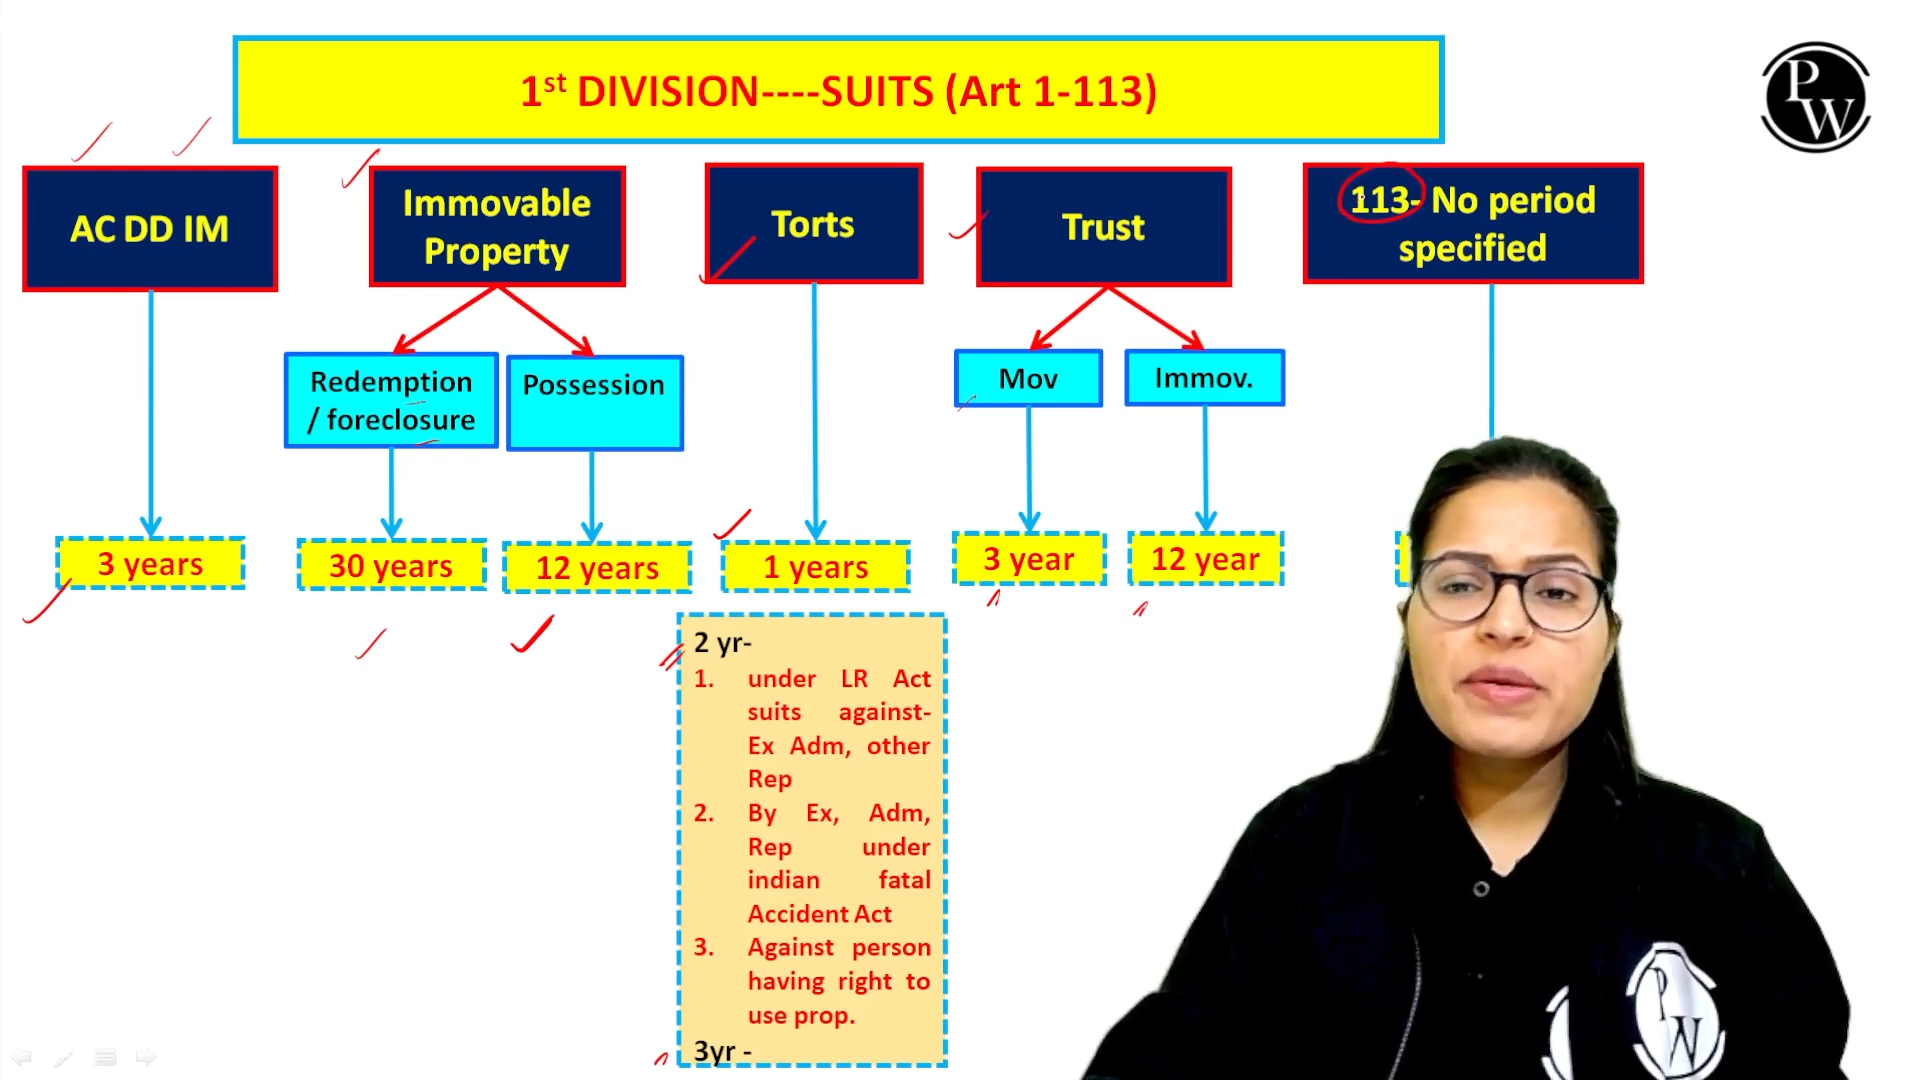 1st DIVISION----SUITS (Art 1-113)
PW
AC DD IM
Immovable
Property
Torts
Trust
113- No period
specified
Redemption
/ foreclosure
Possession
Mov
Immov.
3 years
30 years
12 years
1 years
3 year
12 year
2 yr-
1. under LR Act
suits against-
Ex Adm, other
Rep
2. By Ex, Adm,
Rep under
indian fatal
Accident Act
3. Against person
having right to
use prop.
3yr -
PW